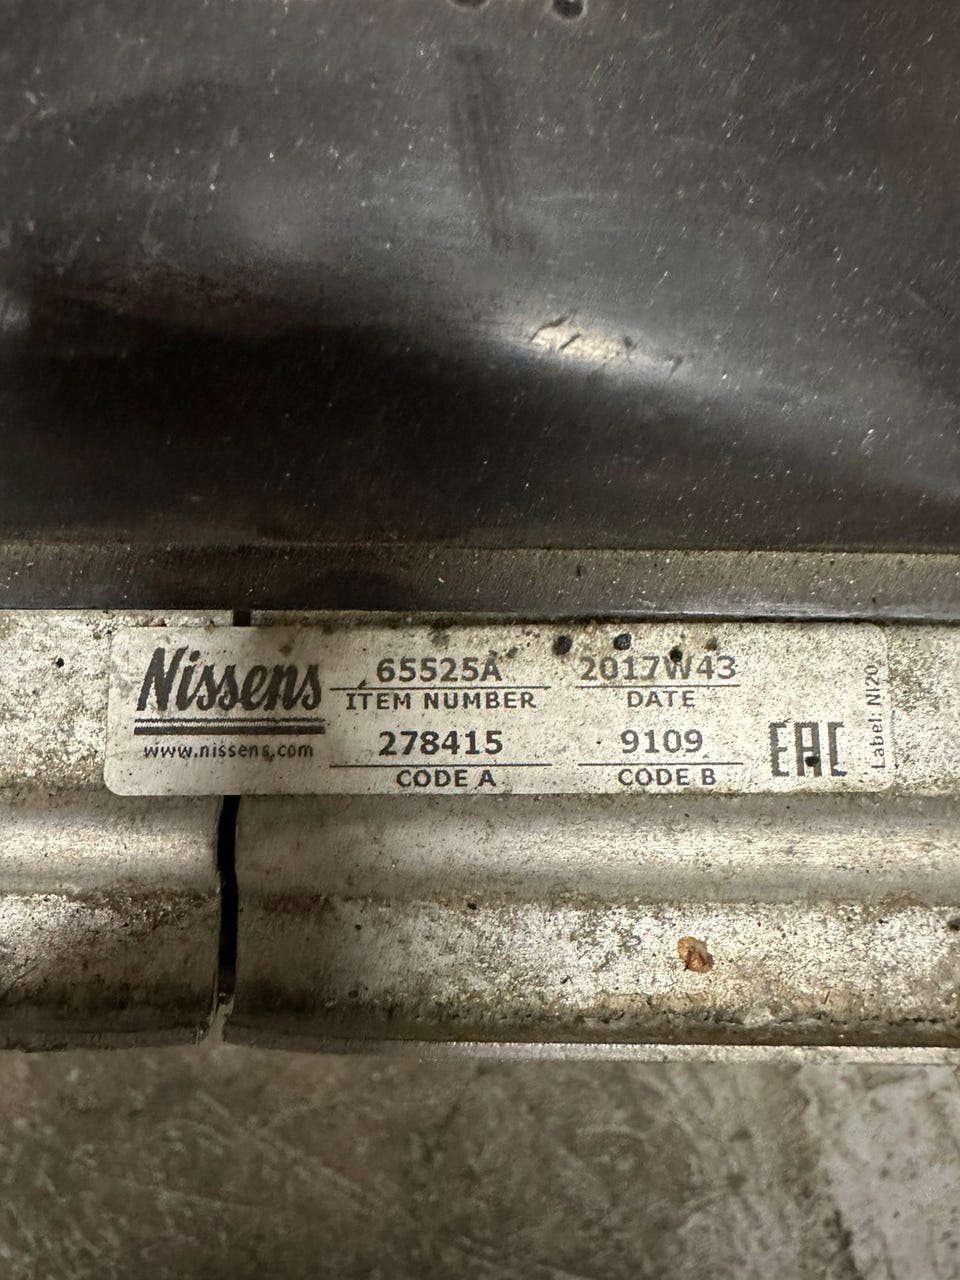 Nissens
www.nissens.com
65525A
ITEM NUMBER
278415
CODE A
2017W43
DATE
9109
CODE B
EAC
Label: NI20